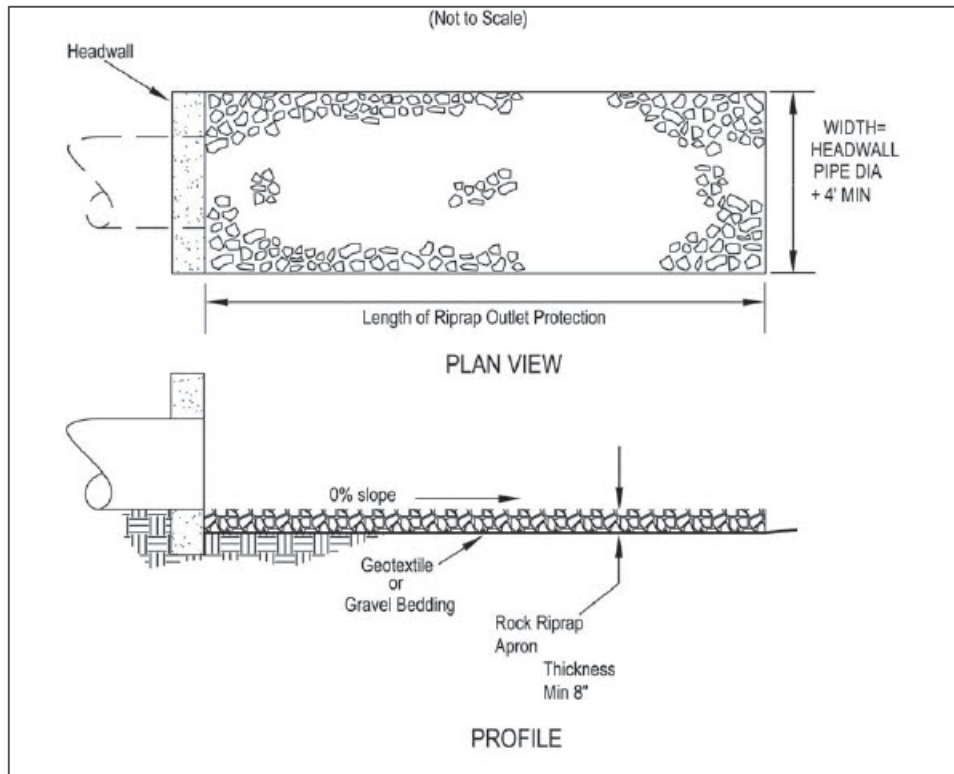 (Not to Scale)
Headwall
WIDTH=
HEADWALL
PIPE DIA
+ 4' MIN
Length of Riprap Outlet Protection
PLAN VIEW
0% slope
Geotextile
or
Gravel Bedding
Rock Riprap
Apron
Thickness
Min 8"
PROFILE